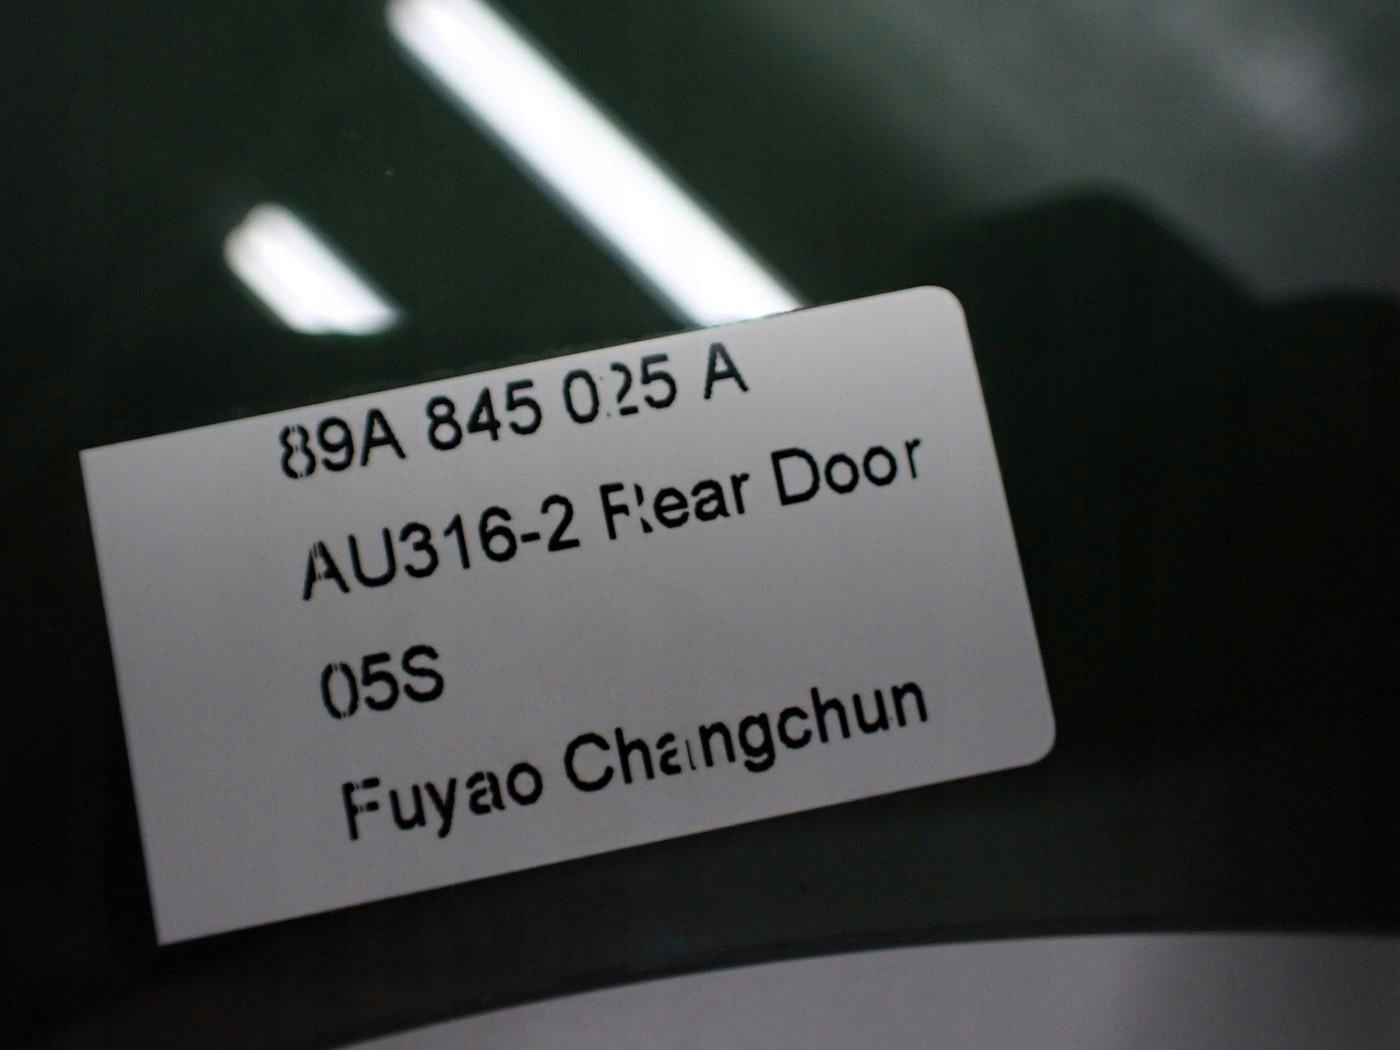 89A 845 025 A
AU316-2 Rear Door
05S
Fuyao Changchun